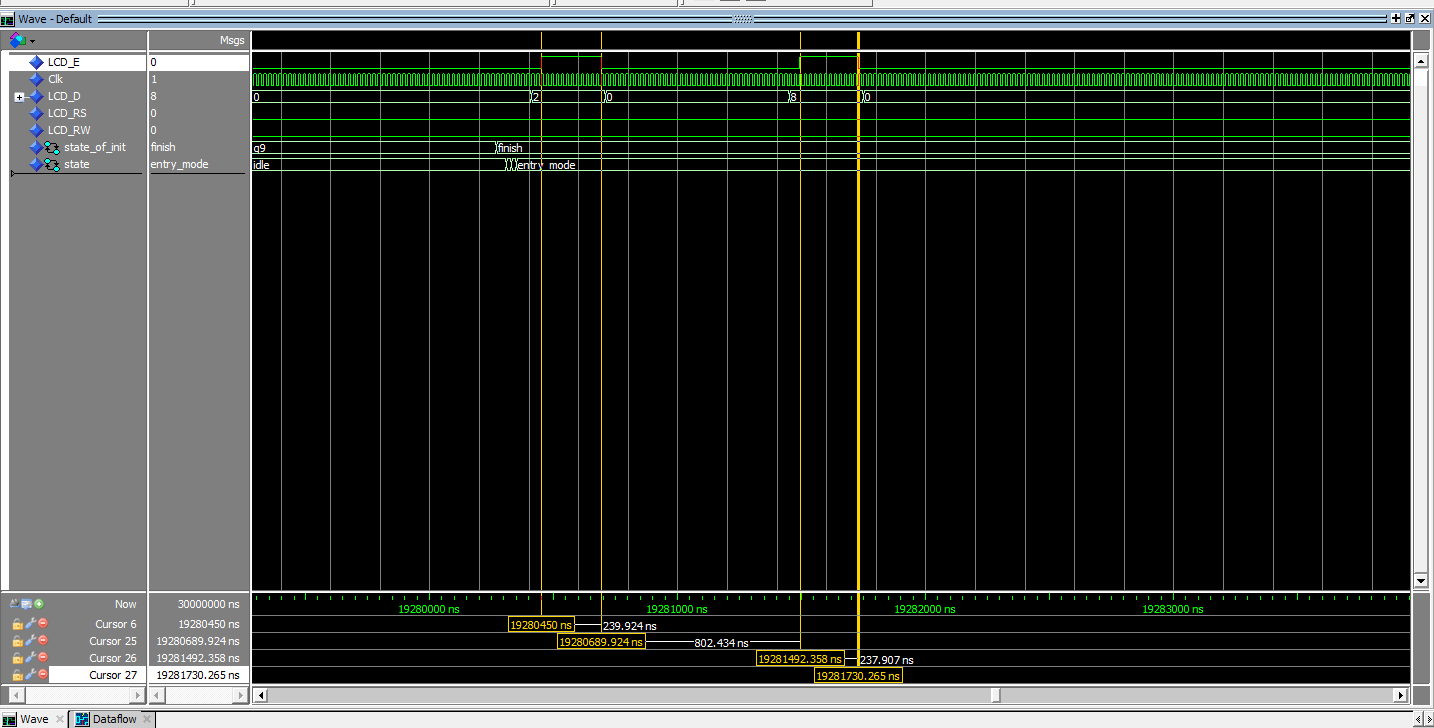 Wave - Default
Msgs
LCD_E 0
Clk 1
LCD_D 8 0 2 0 8 0
LCD_RS 0
LCD_RW 0
state_of_init finish g9 finish
state entry_mode idle entry_mode
Now 30000000 ns 19280000 ns 19281000 ns 19282000 ns 19283000 ns
Cursor 6 19280450 ns 19280450 ns 239.924 ns
Cursor 25 19280689.924 ns 19280689.924 ns 802.434 ns
Cursor 26 19281492.358 ns 19281492.358 ns 237.907 ns
Cursor 27 19281730.265 ns 19281730.265 ns
Wave Dataflow